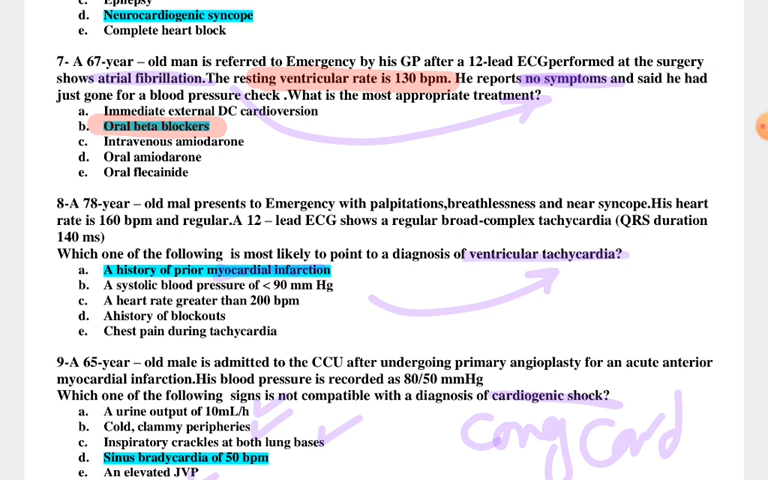 c. Epilepsy
d. Neurocardiogenic syncope
e. Complete heart block
7- A 67-year – old man is referred to Emergency by his GP after a 12-lead ECGperformed at the surgery
shows atrial fibrillation.The resting ventricular rate is 130 bpm. He reports no symptoms and said he had
just gone for a blood pressure check .What is the most appropriate treatment?
a. Immediate external DC cardioversion
b. Oral beta blockers
c. Intravenous amiodarone
d. Oral amiodarone
e. Oral flecainide
8-A 78-year – old mal presents to Emergency with palpitations,breathlessness and near syncope.His heart
rate is 160 bpm and regular.A 12 – lead ECG shows a regular broad-complex tachycardia (QRS duration
140 ms)
Which one of the following is most likely to point to a diagnosis of ventricular tachycardia?
a. A history of prior myocardial infarction
b. A systolic blood pressure of < 90 mm Hg
c. A heart rate greater than 200 bpm
d. Ahistory of blockouts
e. Chest pain during tachycardia
9-A 65-year – old male is admitted to the CCU after undergoing primary angioplasty for an acute anterior
myocardial infarction.His blood pressure is recorded as 80/50 mmHg
Which one of the following signs is not compatible with a diagnosis of cardiogenic shock?
a. A urine output of 10mL/h
b. Cold, clammy peripheries
c. Inspiratory crackles at both lung bases
d. Sinus bradycardia of 50 bpm
e. An elevated JVP